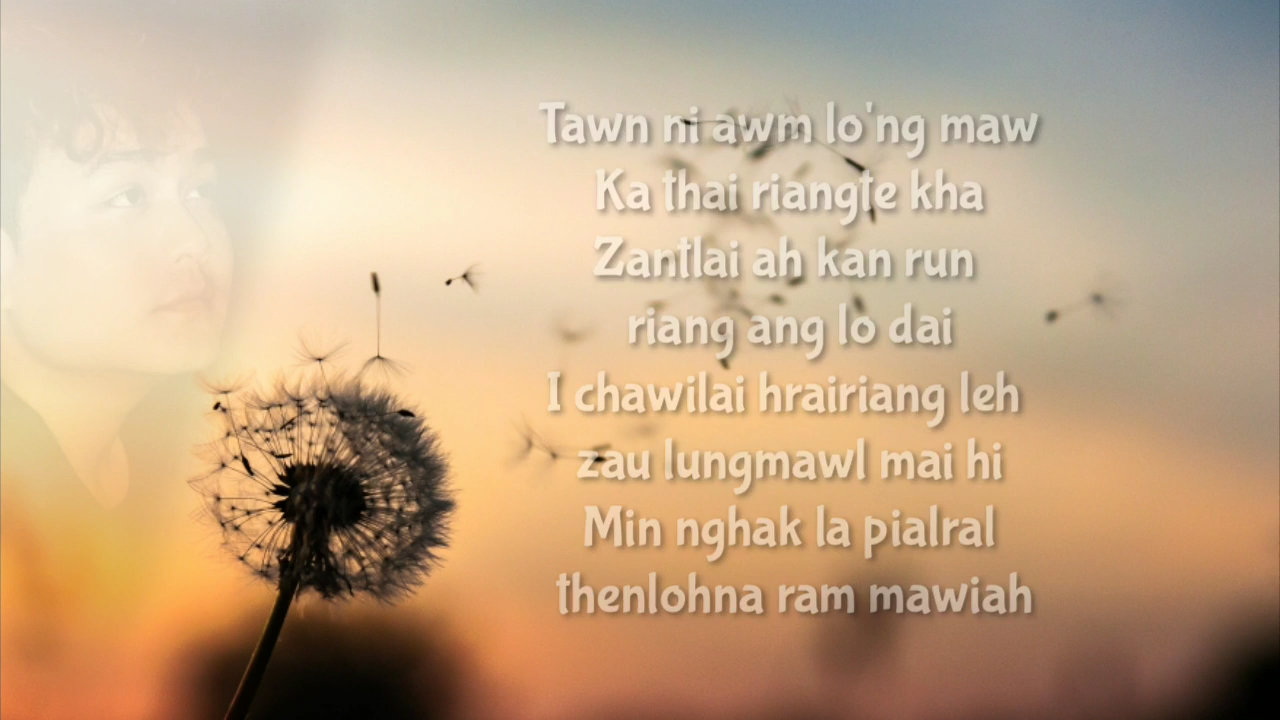 Tawn ni awm lo'ng maw
Ka thai riangte kha
Zantlai ah kan run
riang ang lo dai
I chawilai hrairiang leh
zau lungmawl mai hi
Min nghak la pialral
thenlohna ram mawiah